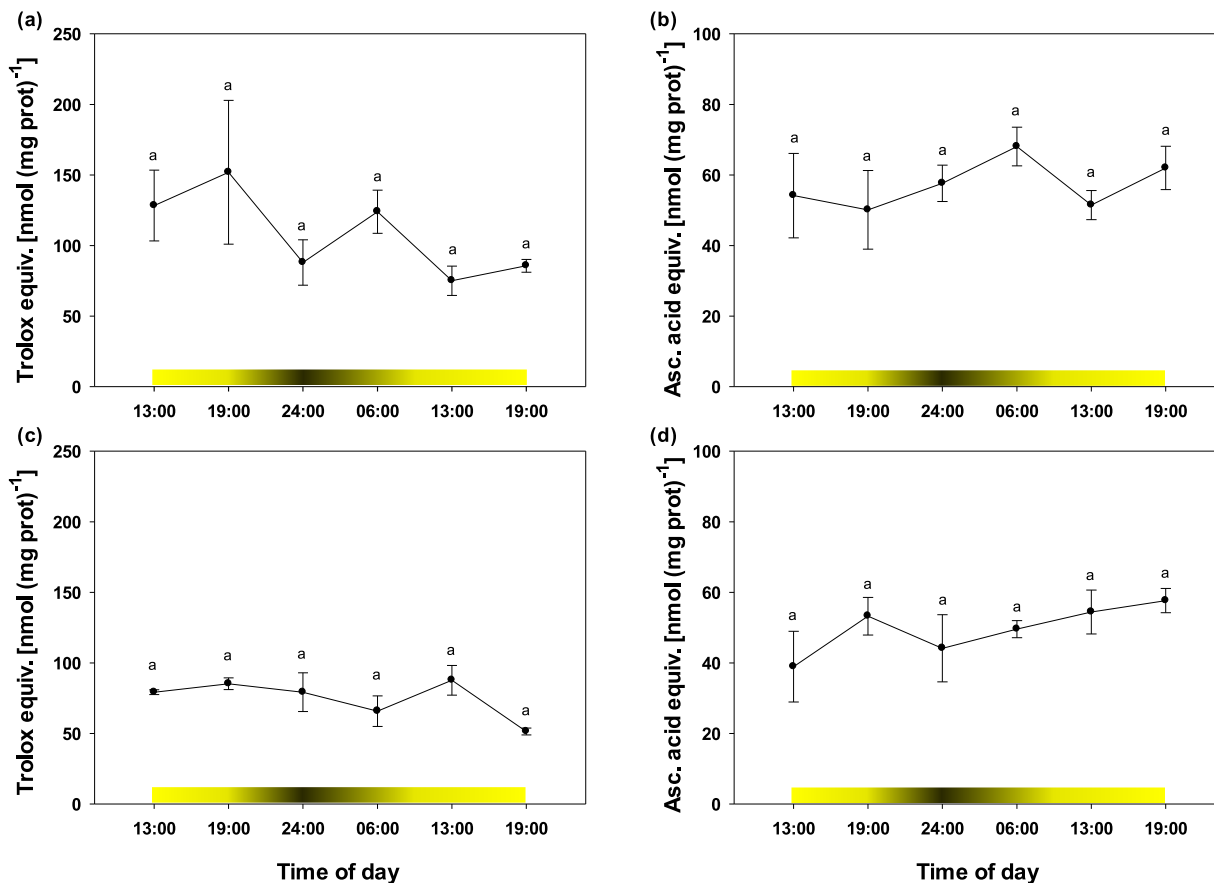 (a)
Trolox equiv. [nmol (mg prot)⁻¹]
250
200
150
100
50
0
a
a
a
a
a
a
13:00 19:00 24:00 06:00 13:00 19:00
(b)
Asc. acid equiv. [nmol (mg prot)⁻¹]
100
80
60
40
20
0
a
a
a
a
a
a
13:00 19:00 24:00 06:00 13:00 19:00
(c)
Trolox equiv. [nmol (mg prot)⁻¹]
250
200
150
100
50
0
a
a
a
a
a
a
13:00 19:00 24:00 06:00 13:00 19:00
Time of day
(d)
Asc. acid equiv. [nmol (mg prot)⁻¹]
100
80
60
40
20
0
a
a
a
a
a
a
13:00 19:00 24:00 06:00 13:00 19:00
Time of day